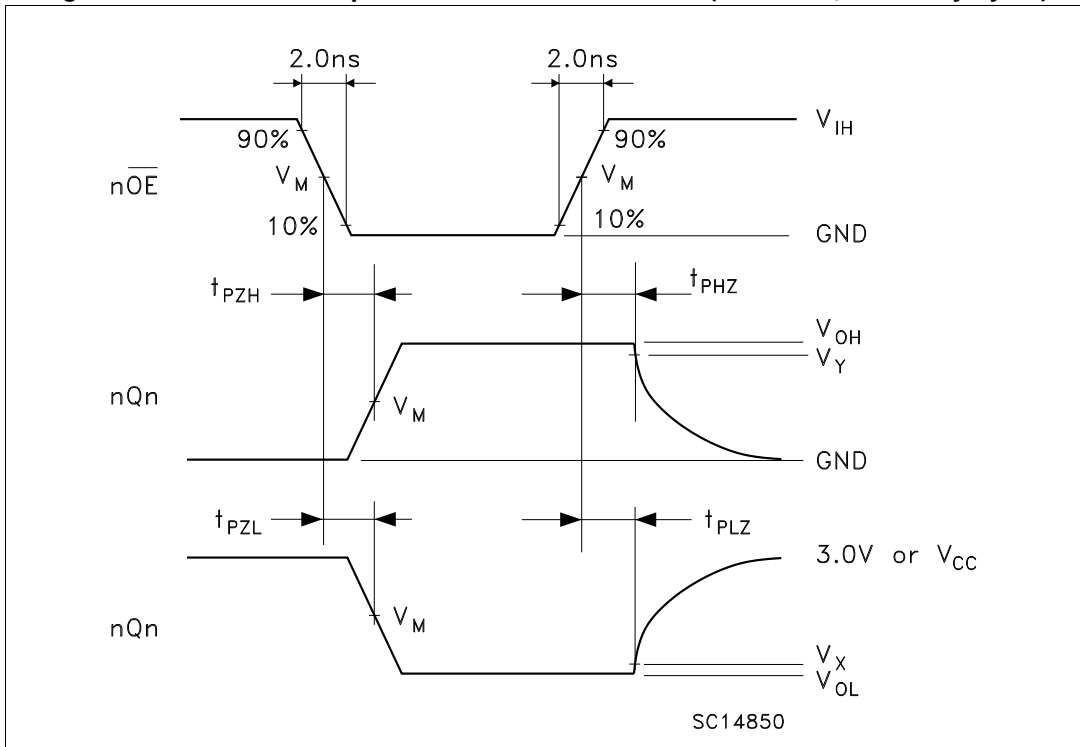 2.0ns 2.0ns
V_IH
90% 90%
V_M V_M
nOE
10% 10%
GND
t_PZH t_PHZ
V_OH
V_Y
nQn
V_M
GND
t_PZL t_PLZ
3.0V or V_CC
V_M
nQn
V_X
V_OL
SC14850